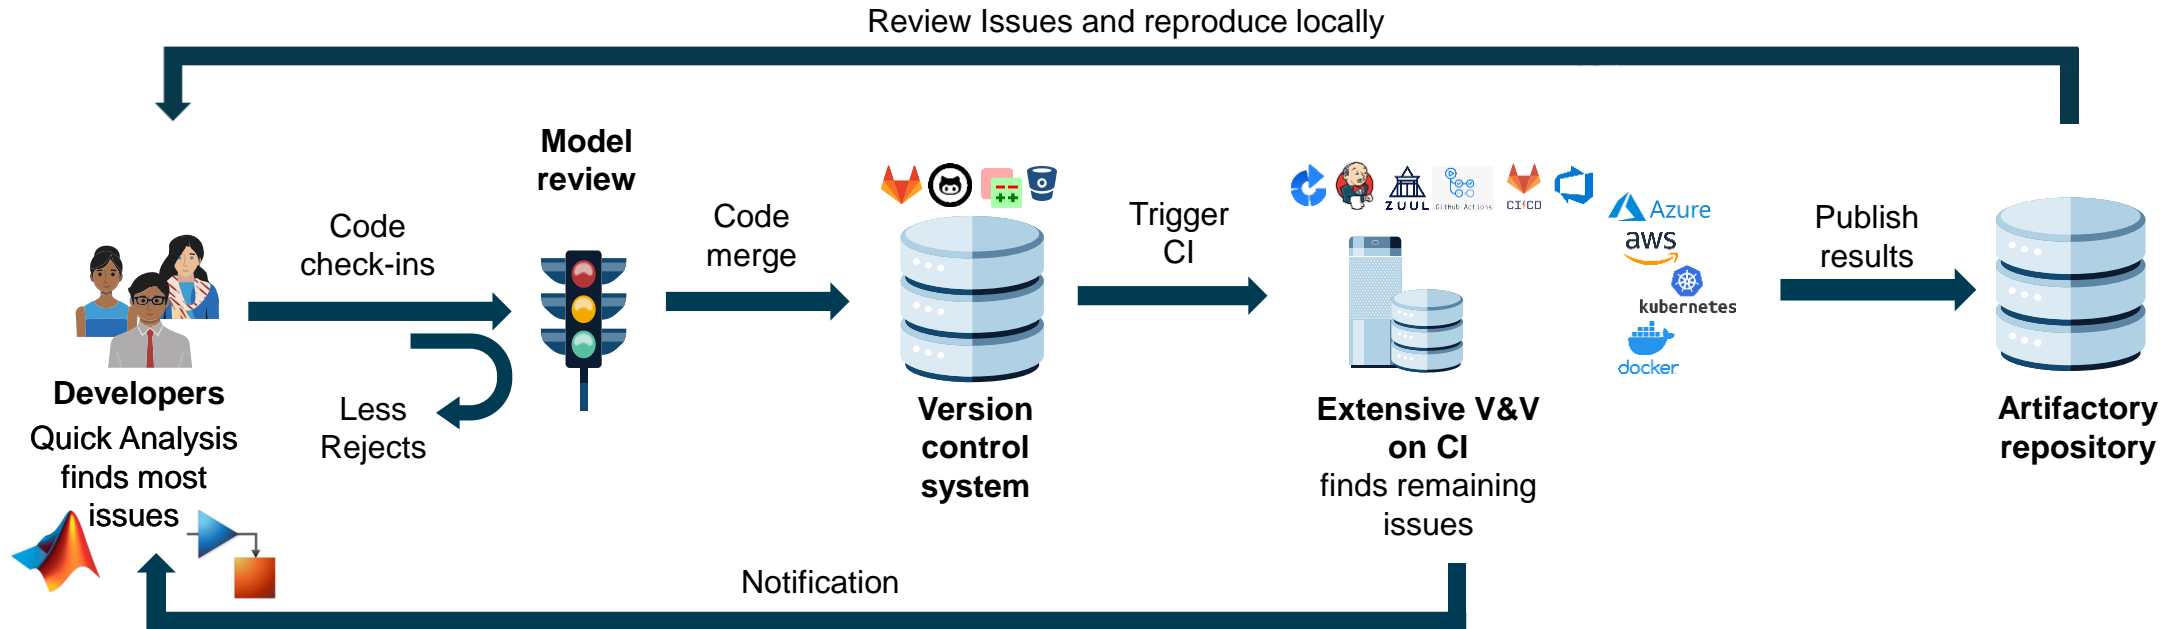 Review Issues and reproduce locally
Model
review
Code
check-ins
Code
merge
Trigger
CI
ZUUL
GitHub Actions
CI/CD
Azure
aws
kubernetes
docker
Publish
results
Less
Rejects
Developers
Quick Analysis
finds most
issues
Version
control
system
Extensive V&V
on CI
finds remaining
issues
Artifactory
repository
Notification